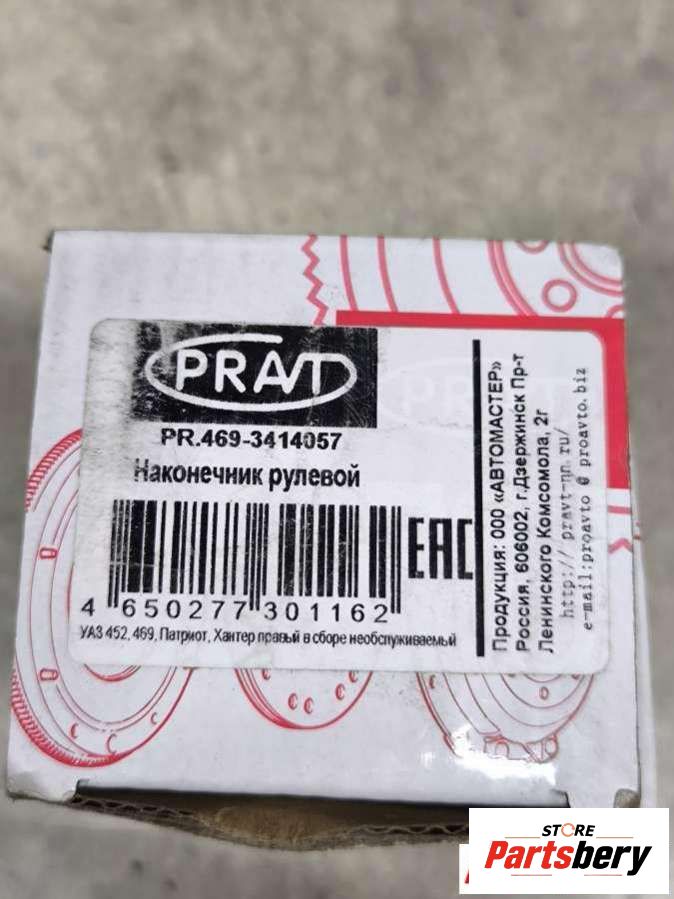 PRAVT
PR.469-3414057
Наконечник рулевой
4 650277 301162
EAC
УАЗ 452, 469, Патриот, Хантер правый в сборе необслуживаемый
Продукция: ООО «АВТОМАСТЕР»
Россия, 606002, г.Дзержинск Пр-т
Ленинского Комсомола, 2г
http:// pravt-nn. ru/
e-mail:proavto @ proavto. biz
STORE
Partsbery